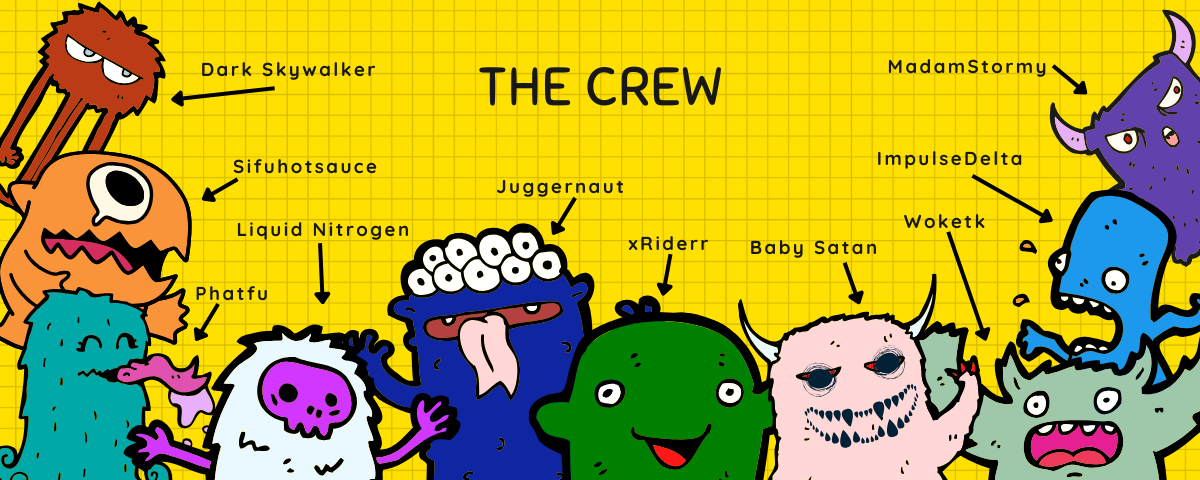 THE CREW
Dark Skywalker
Sifuhotsauce
Liquid Nitrogen
Phatfu
Juggernaut
xRiderr
Baby Satan
Woketk
ImpulseDelta
MadamStormy